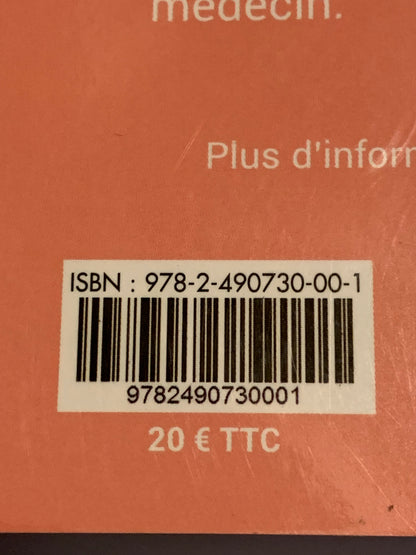 médecin.
Plus d'inform
ISBN : 978-2-490730-00-1
9782490730001
20 € TTC